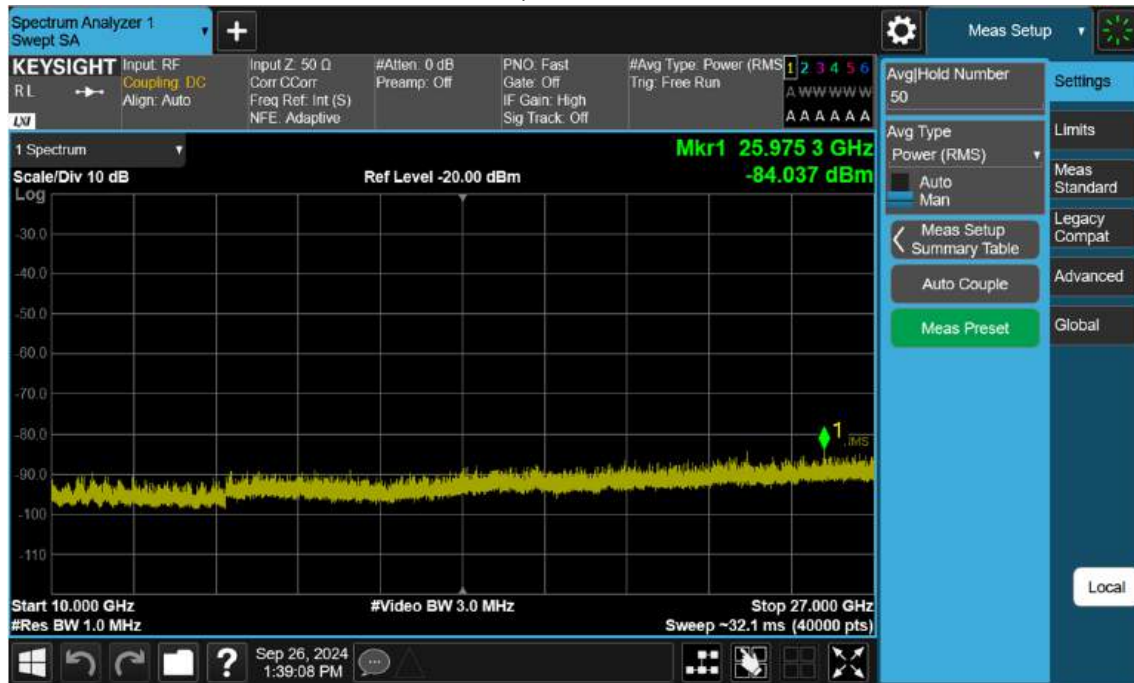 Spectrum Analyzer 1
Swept SA
+
Meas Setup
KEYSIGHT
RL
LXI
Input: RF
Coupling: DC
Align: Auto
Input Z: 50 Ω
Corr CCorr
Freq Ref: Int (S)
NFE: Adaptive
#Atten: 0 dB
Preamp: Off
PNO: Fast
Gate: Off
IF Gain: High
Sig Track: Off
#Avg Type: Power (RMS
Trig: Free Run
1 2 3 4 5 6
A W W W W W
A A A A A A
1 Spectrum
Scale/Div 10 dB
Log
Ref Level -20.00 dBm
Mkr1 25.975 3 GHz
-84.037 dBm
-30.0
-40.0
-50.0
-60.0
-70.0
-80.0
-90.0
-100
-110
1
Start 10.000 GHz
#Res BW 1.0 MHz
#Video BW 3.0 MHz
Stop 27.000 GHz
Sweep ~32.1 ms (40000 pts)
Avg|Hold Number
50
Avg Type
Power (RMS)
Auto
Man
Meas Setup
Summary Table
Auto Couple
Meas Preset
Settings
Limits
Meas
Standard
Legacy
Compat
Advanced
Global
Local
?
Sep 26, 2024
1:39:08 PM